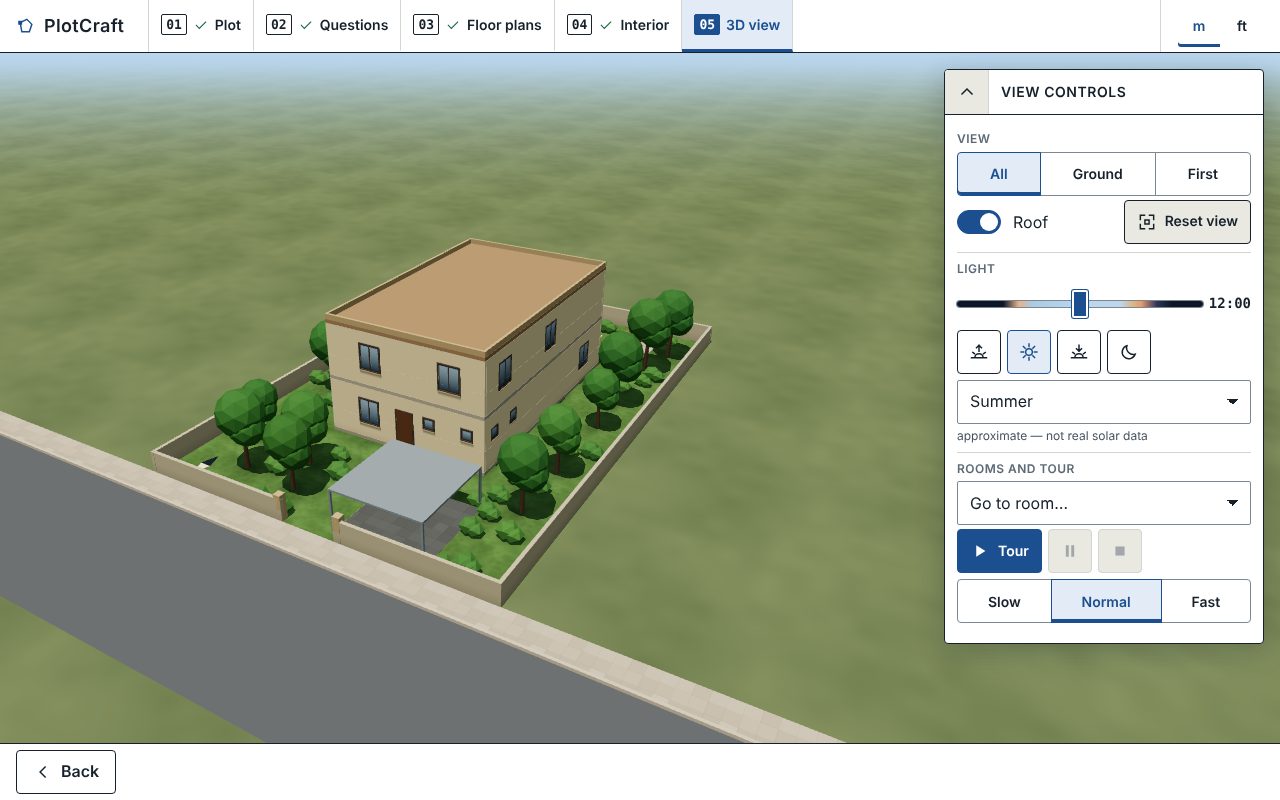 PlotCraft
01 Plot
02 Questions
03 Floor plans
04 Interior
05 3D view
m ft
VIEW CONTROLS
VIEW
All Ground First
Roof Reset view
LIGHT
12:00
Summer
approximate — not real solar data
ROOMS AND TOUR
Go to room...
Tour
Slow Normal Fast
Back